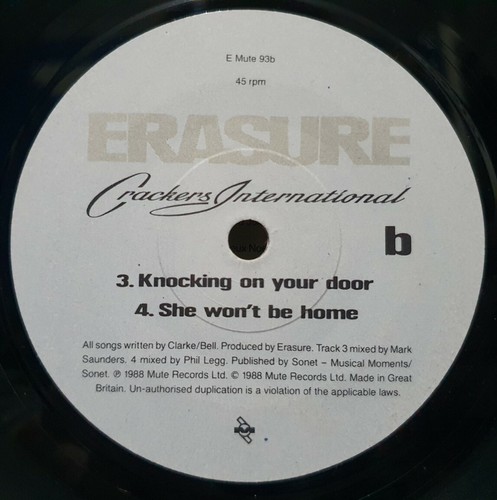 E Mute 93b
45 rpm
ERASURE
Crackers International
b
3. Knocking on your door
4. She won't be home
All songs written by Clarke/Bell. Produced by Erasure. Track 3 mixed by Mark
Saunders. 4 mixed by Phil Legg. Published by Sonet – Musical Moments/
Sonet. ℗ 1988 Mute Records Ltd. © 1988 Mute Records Ltd. Made in Great
Britain. Un-authorised duplication is a violation of the applicable laws.